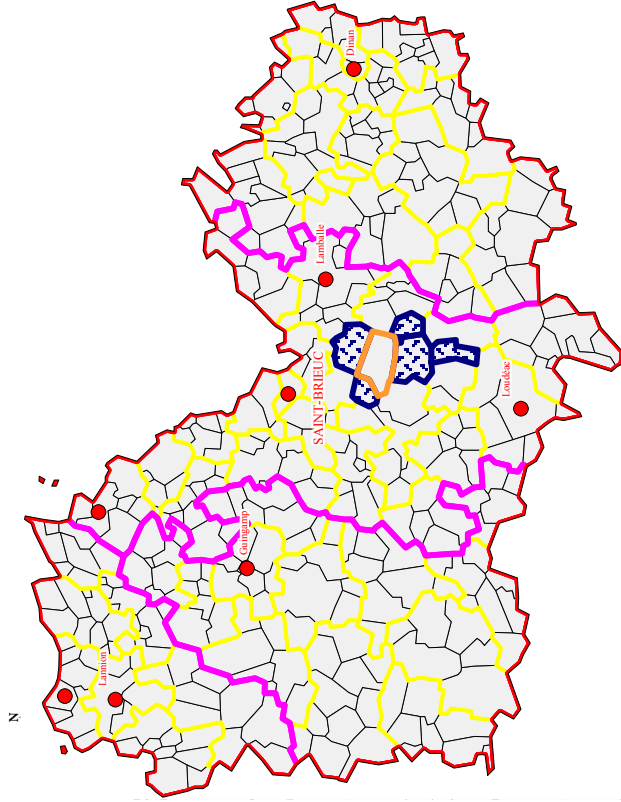 Dinan
Lamballe
SAINT-BRIEUC
Loudéac
Guingamp
Lannion
N